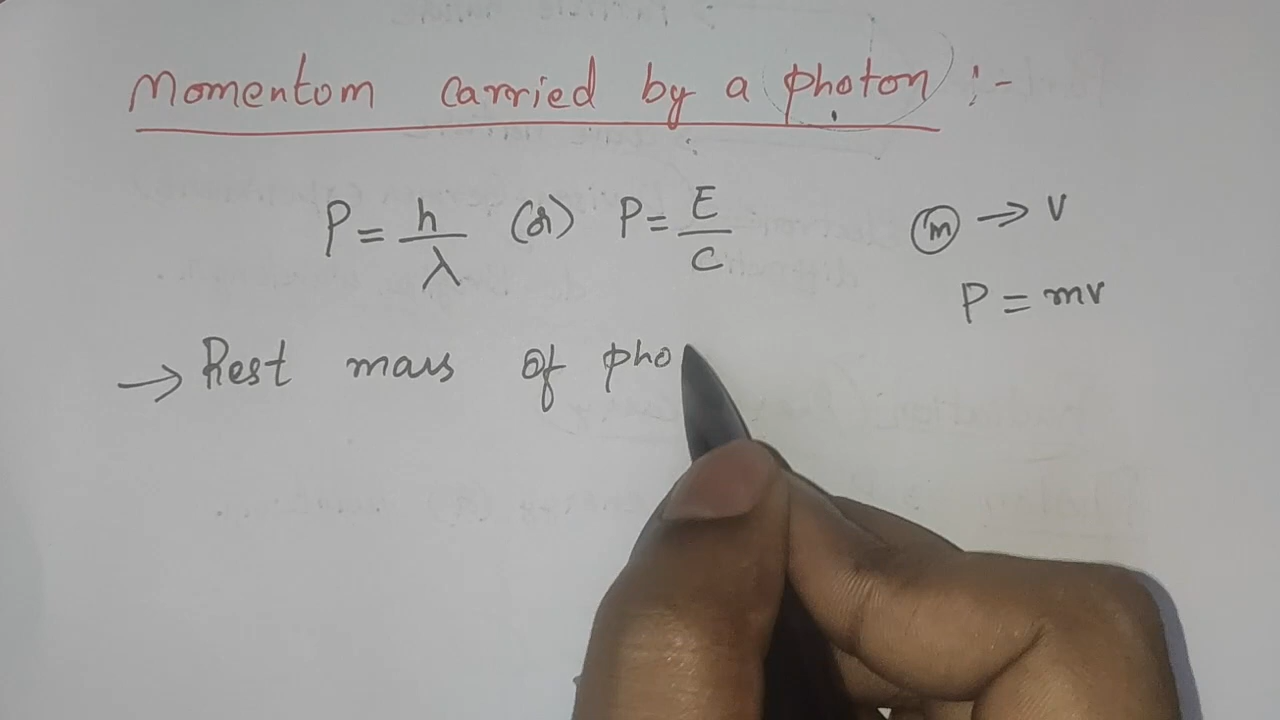 Momentom carried by a photon :-
P = h/λ (or) P = E/C
m → v
P = mv
→ Rest mass of pho